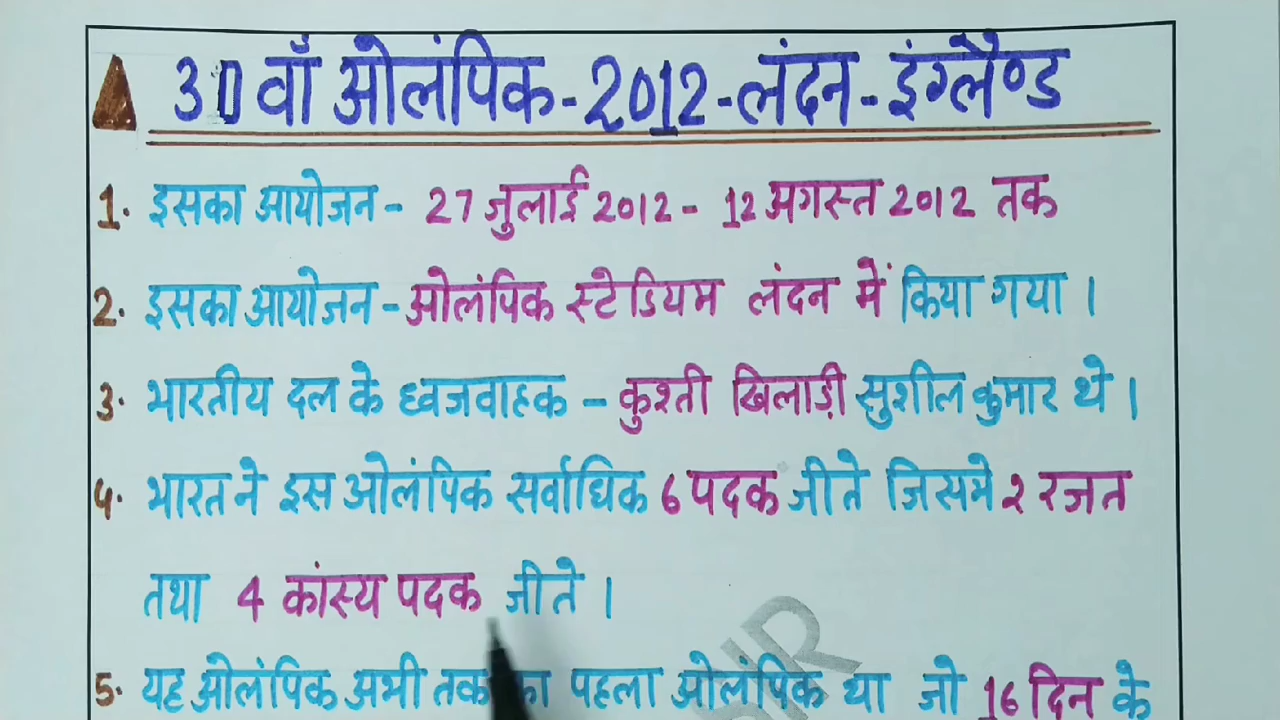 30 वाँ ओलंपिक-2012-लंदन-इंग्लैण्ड
1. इसका आयोजन- 27 जुलाई 2012- 12 अगस्त 2012 तक
2. इसका आयोजन-ओलंपिक स्टेडियम लंदन में किया गया ।
3. भारतीय दल के ध्वजवाहक - कुश्ती खिलाड़ी सुशील कुमार थे ।
4. भारत ने इस ओलंपिक सर्वाधिक 6 पदक जीते जिसमे 2 रजत
तथा 4 कांस्य पदक जीते ।
5. यह ओलंपिक अभी तक का पहला ओलंपिक था जो 16 दिन के